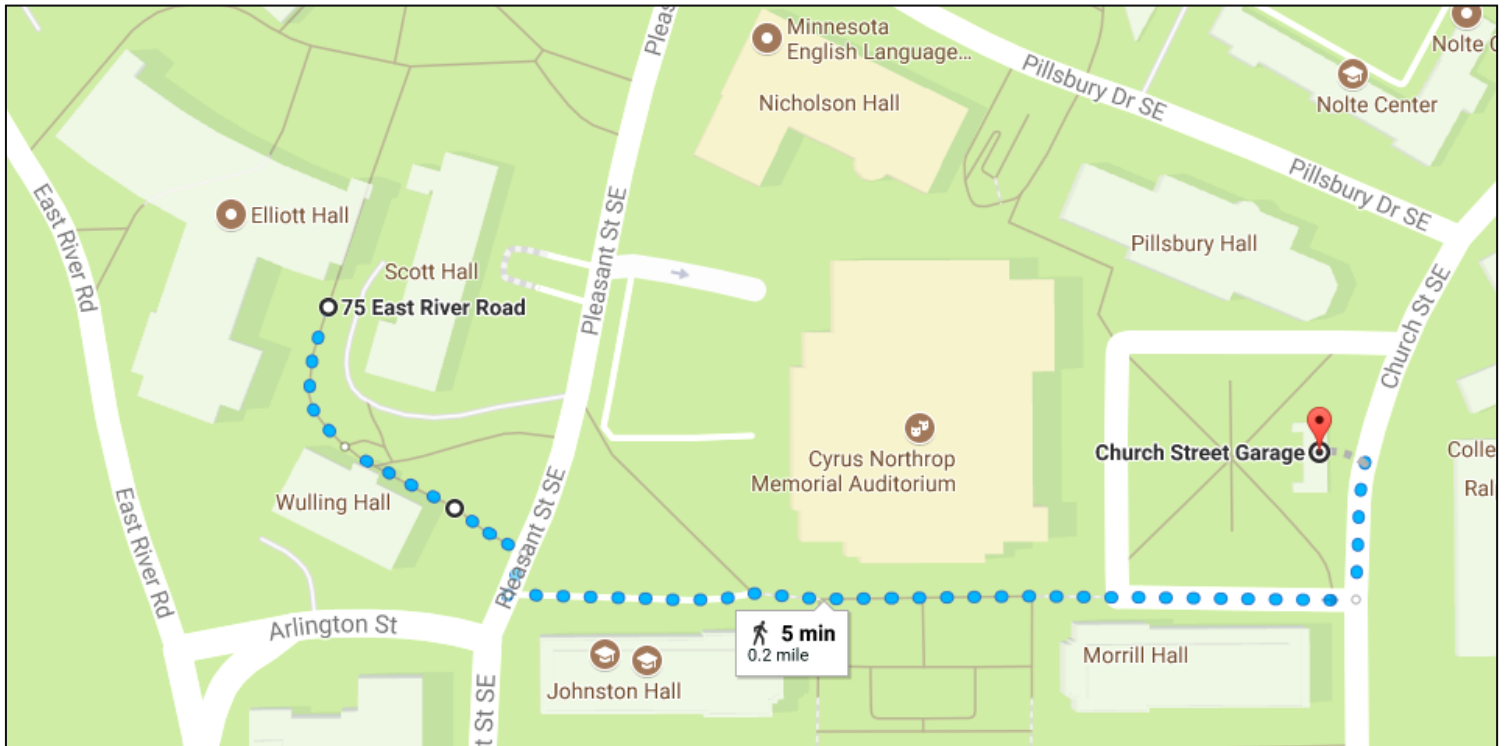 Minnesota
English Language...
Nicholson Hall
Pleas
Pillsbury Dr SE
Nolte C
Nolte Center
Pillsbury Dr SE
East River Rd
Elliott Hall
Scott Hall
Pleasant St SE
Pillsbury Hall
75 East River Road
Church St SE
Church Street Garage
Cyrus Northrop
Memorial Auditorium
Colle
Ral
Wulling Hall
Pleasant St SE
East River Rd
Arlington St
5 min
0.2 mile
Morrill Hall
Johnston Hall
t St SE